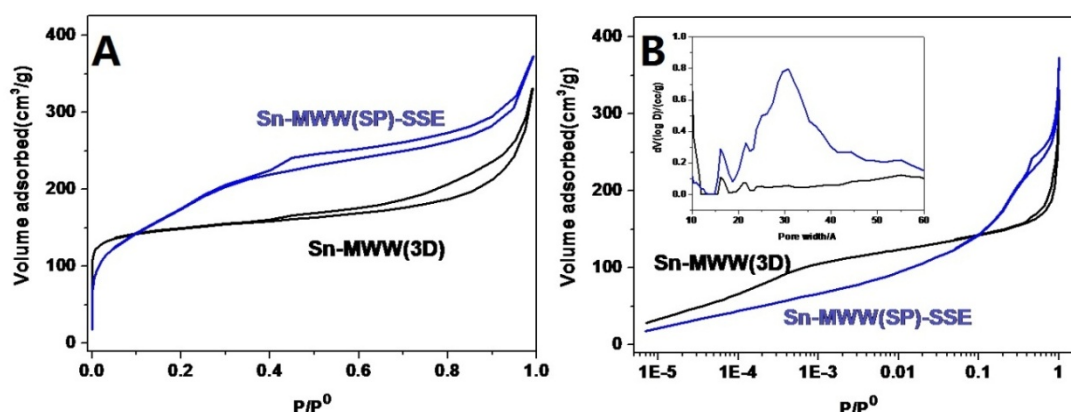 A
Volume adsorbed(cm³/g)
400
300
200
100
0
Sn-MWW(SP)-SSE
Sn-MWW(3D)
0.0 0.2 0.4 0.6 0.8 1.0
P/P⁰
B
Volume adsorbed(cm³/g)
400
300
200
100
0
dV(log D)/(cc/g)
1.0
0.8
0.6
0.4
0.2
0.0
10 20 30 40 50 60
Pore width/A
Sn-MWW(3D)
Sn-MWW(SP)-SSE
1E-5 1E-4 1E-3 0.01 0.1 1
P/P⁰